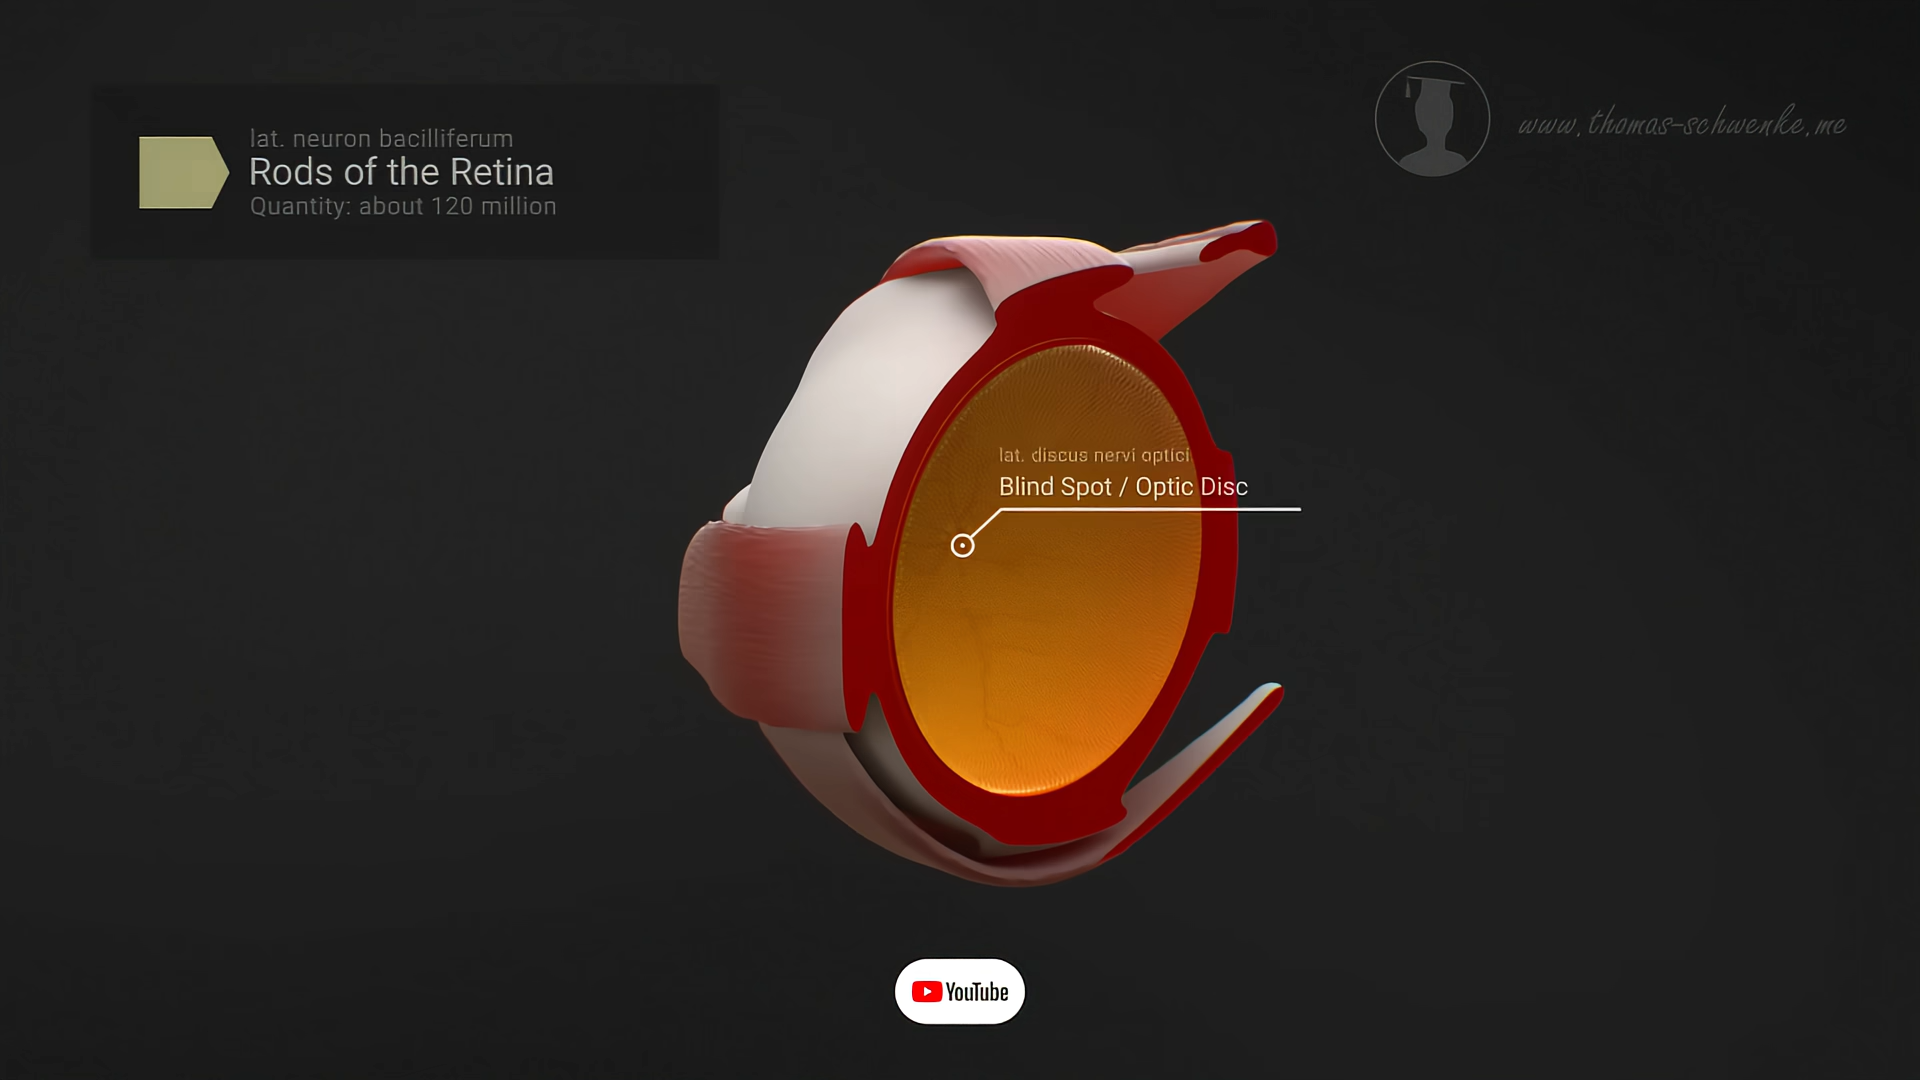 lat. neuron bacilliferum
Rods of the Retina
Quantity: about 120 million
www.thomas-schwenke.me
lat. discus nervi optici
Blind Spot / Optic Disc
YouTube